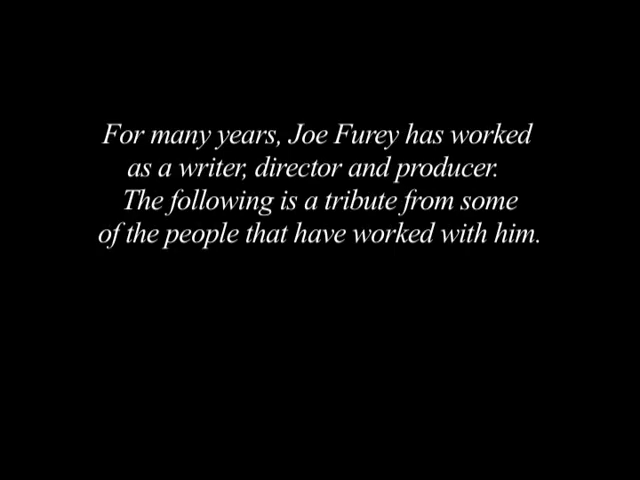 For many years, Joe Furey has worked
as a writer, director and producer.
The following is a tribute from some
of the people that have worked with him.